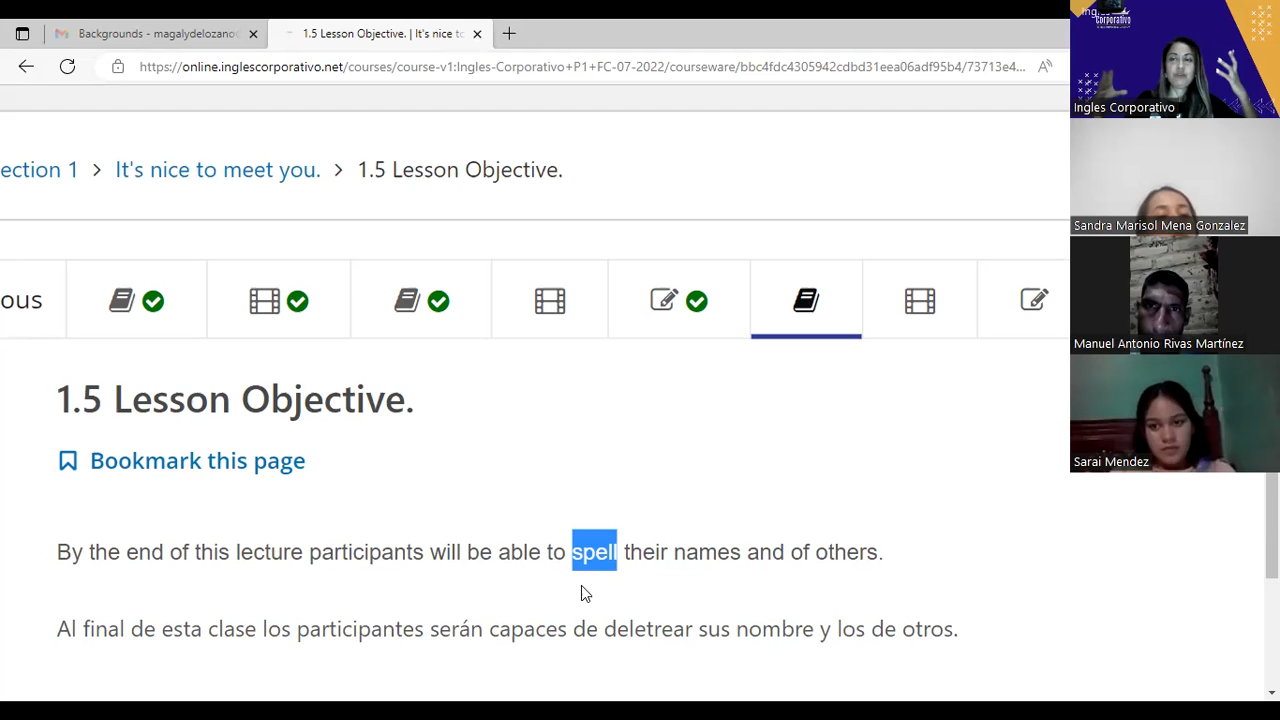 Backgrounds - magalydelozano
1.5 Lesson Objective. | It's nice to
https://online.inglescorporativo.net/courses/course-v1:Ingles-Corporativo+P1+FC-07-2022/courseware/bbc4fdc4305942cdbd31eea06adf95b4/73713e4...
ection 1 > It's nice to meet you. > 1.5 Lesson Objective.
ous
1.5 Lesson Objective.
Bookmark this page
By the end of this lecture participants will be able to spell their names and of others.
Al final de esta clase los participantes serán capaces de deletrear sus nombre y los de otros.
Corporativo
Ingles Corporativo
Sandra Marisol Mena Gonzalez
Manuel Antonio Rivas Martínez
Sarai Mendez